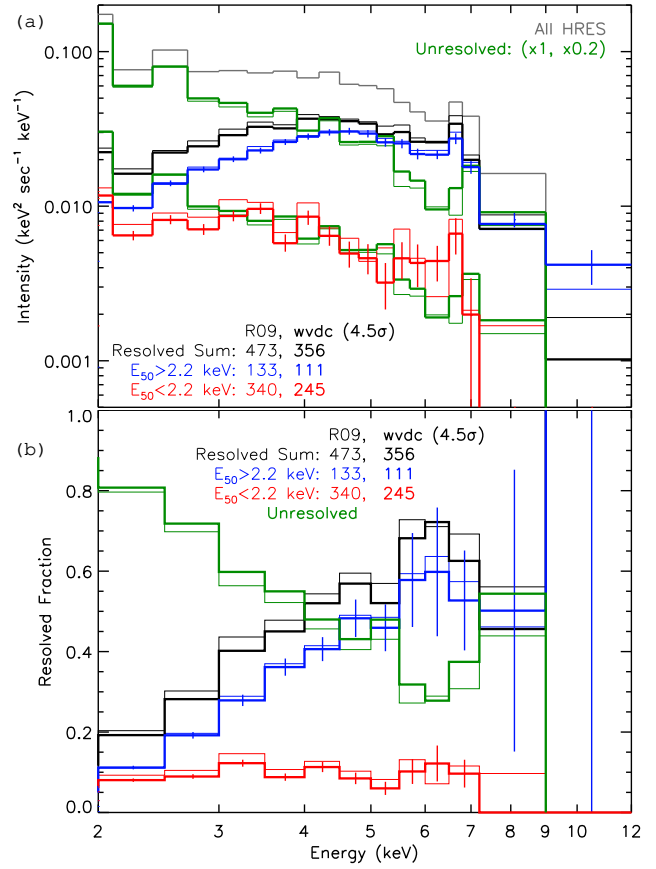 (a)
All HRES
Unresolved: (x1, x0.2)
0.100
0.010
0.001
Intensity (keV² sec⁻¹ keV⁻¹)
R09, wvdc (4.5σ)
Resolved Sum: 473, 356
E₅₀>2.2 keV: 133, 111
E₅₀<2.2 keV: 340, 245
(b)
1.0
0.8
0.6
0.4
0.2
0.0
Resolved Fraction
R09, wvdc (4.5σ)
Resolved Sum: 473, 356
E₅₀>2.2 keV: 133, 111
E₅₀<2.2 keV: 340, 245
Unresolved
2 3 4 5 6 7 8 9 10 12
Energy (keV)